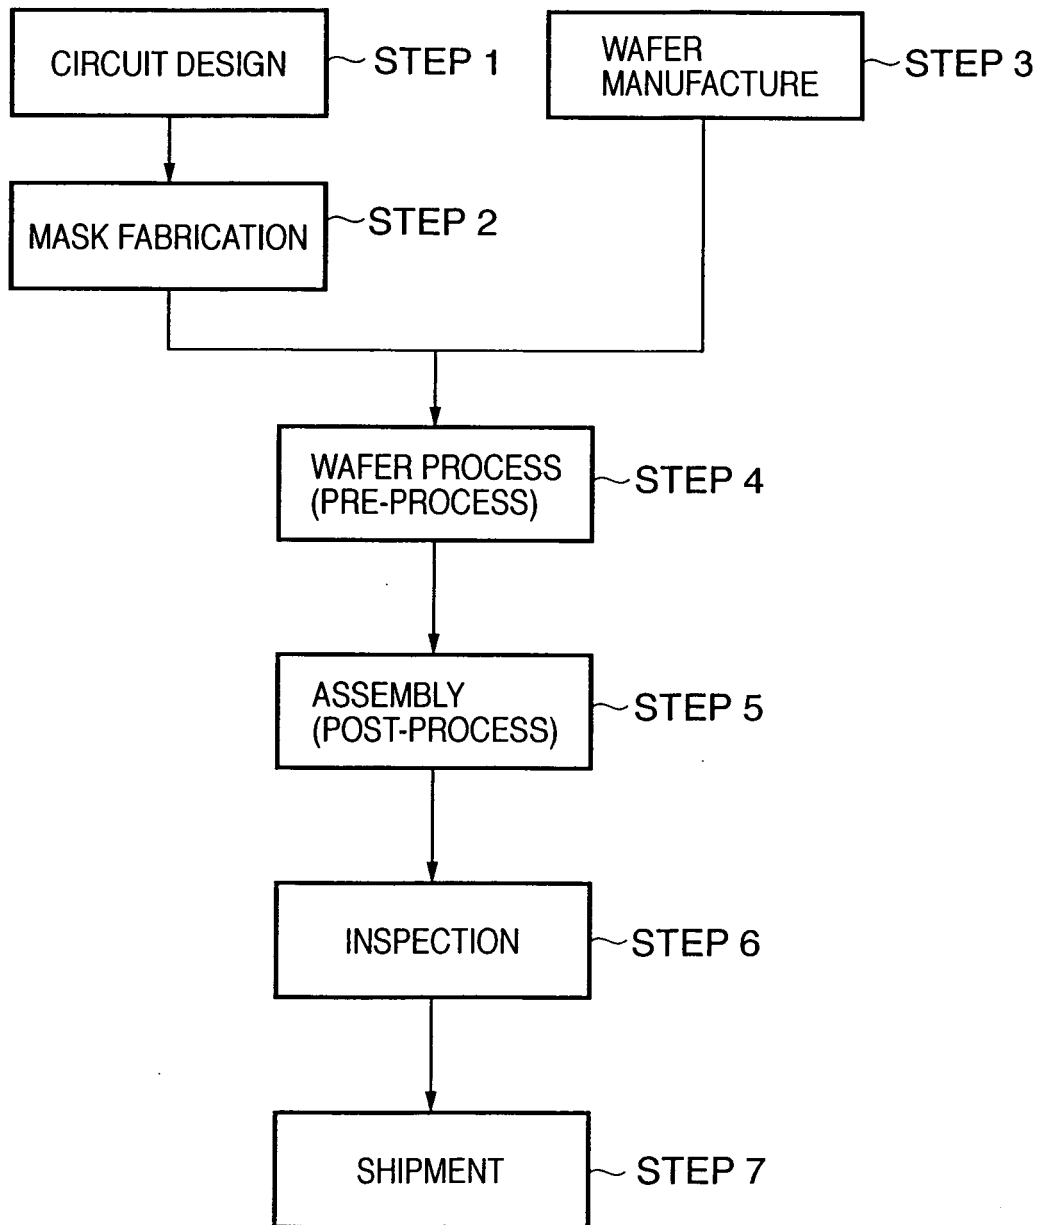 CIRCUIT DESIGN
STEP 1
WAFER
MANUFACTURE
STEP 3
MASK FABRICATION
STEP 2
WAFER PROCESS
(PRE-PROCESS)
STEP 4
ASSEMBLY
(POST-PROCESS)
STEP 5
INSPECTION
STEP 6
SHIPMENT
STEP 7